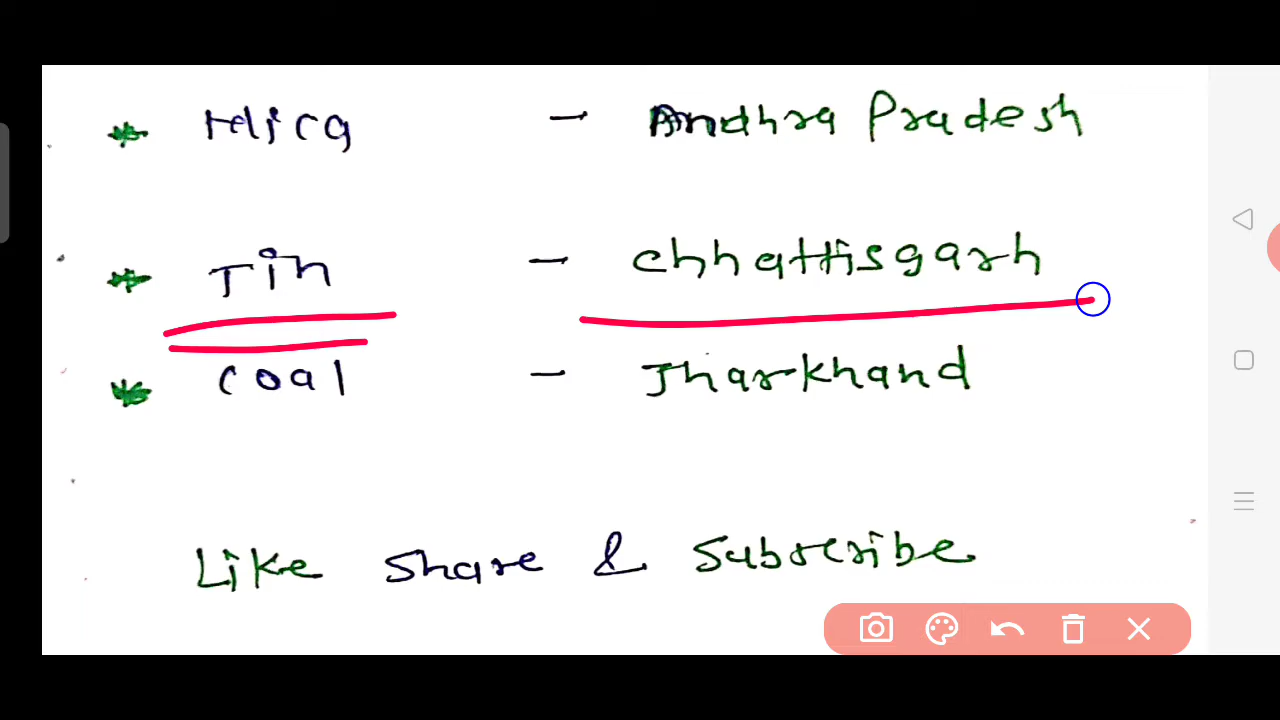 * Mica - Andhra Pradesh
* Tin - Chhattisgarh
* Coal - Jharkhand
Like Share & Subscribe